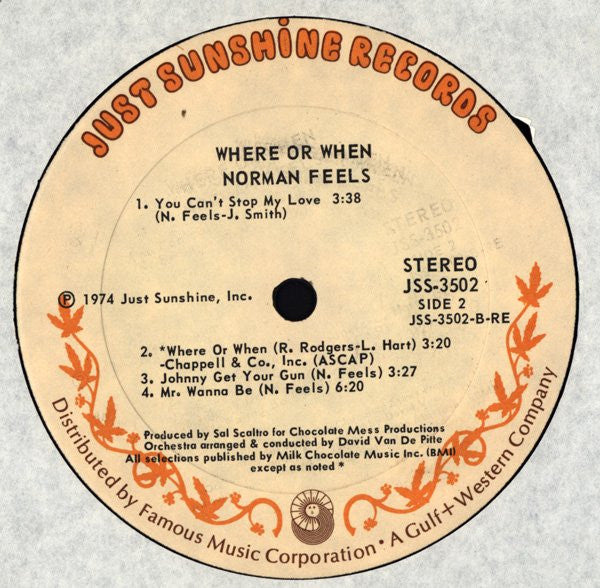 JUST SUNSHINE RECORDS
WHERE OR WHEN
NORMAN FEELS
1. You Can't Stop My Love 3:38
(N. Feels-J. Smith)
STEREO
JSS-3502
SIDE 2
JSS-3502-B-RE
℗ 1974 Just Sunshine, Inc.
2. *Where Or When (R. Rodgers-L. Hart) 3:20
-Chappell & Co., Inc. (ASCAP)
3. Johnny Get Your Gun (N. Feels) 3:27
4. Mr. Wanna Be (N. Feels) 6:20
Produced by Sal Scaltro for Chocolate Mess Productions
Orchestra arranged & conducted by David Van De Pitte
All selections published by Milk Chocolate Music Inc. (BMI)
except as noted *
Distributed by Famous Music Corporation • A Gulf+Western Company